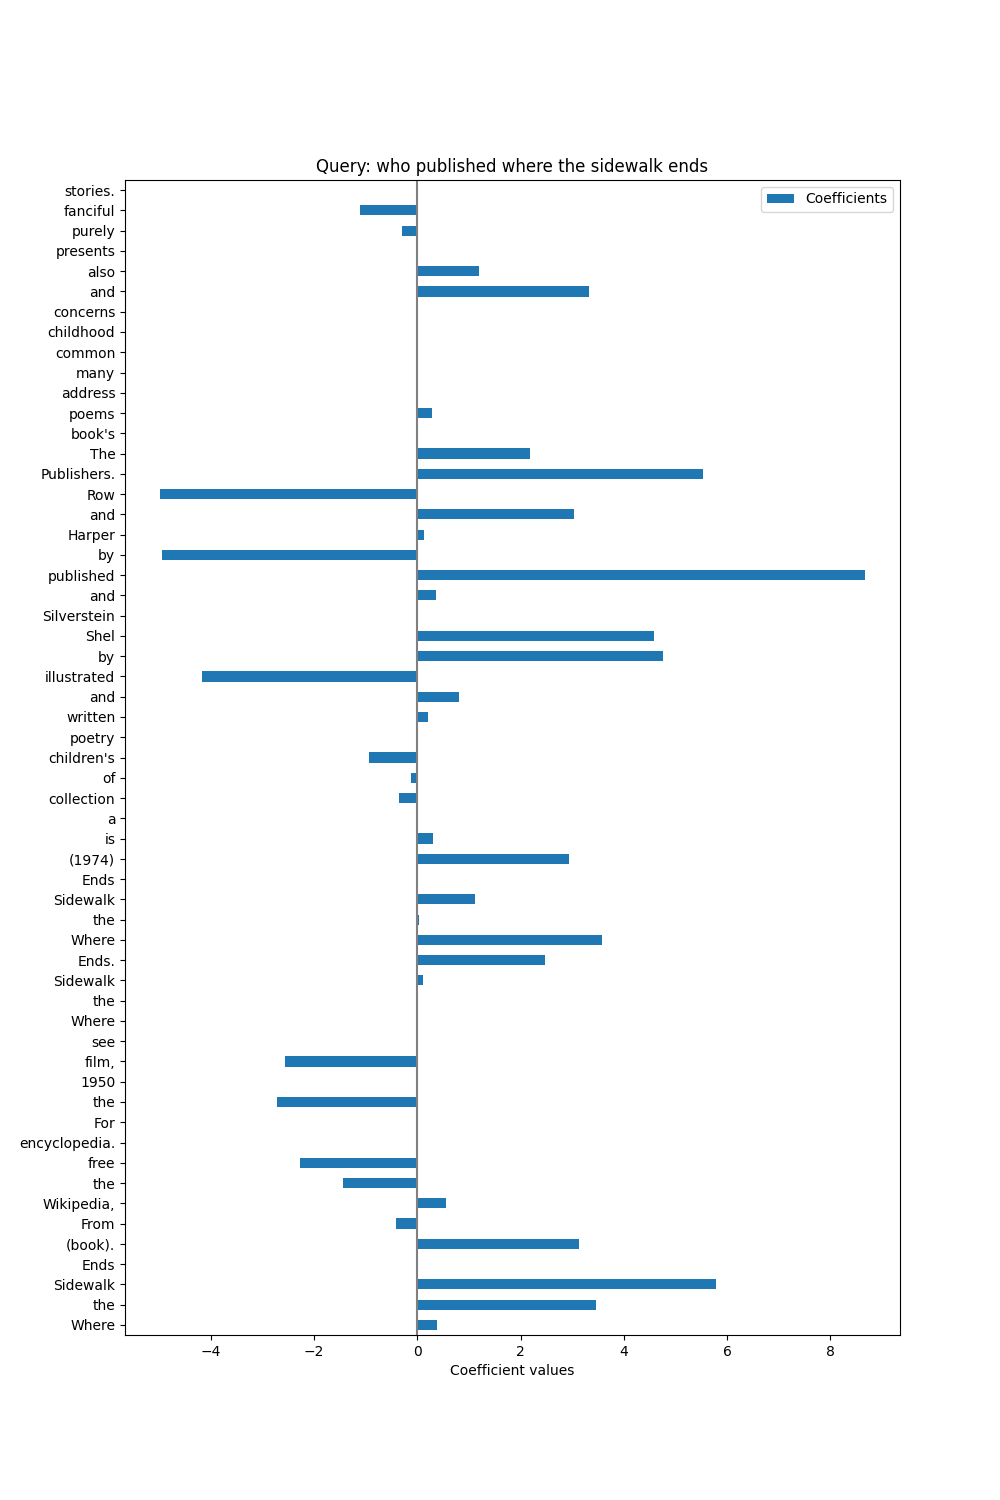 Query: who published where the sidewalk ends
Coefficients
stories.
fanciful
purely
presents
also
and
concerns
childhood
common
many
address
poems
book's
The
Publishers.
Row
and
Harper
by
published
and
Silverstein
Shel
by
illustrated
and
written
poetry
children's
of
collection
a
is
(1974)
Ends
Sidewalk
the
Where
Ends.
Sidewalk
the
Where
see
film,
1950
the
For
encyclopedia.
free
the
Wikipedia,
From
(book).
Ends
Sidewalk
the
Where
−4 −2 0 2 4 6 8
Coefficient values